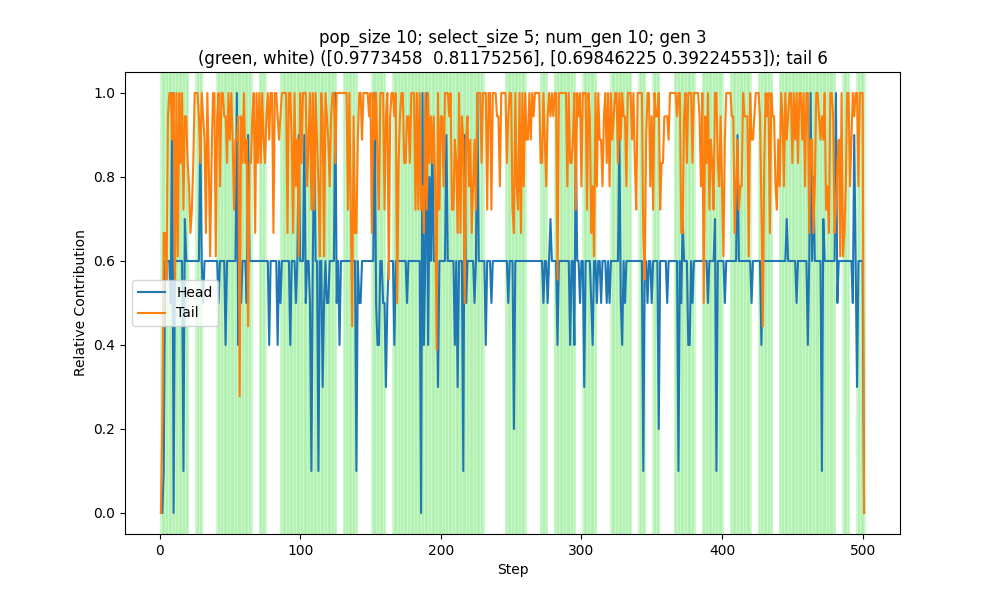 pop_size 10; select_size 5; num_gen 10; gen 3
(green, white) ([0.9773458  0.81175256], [0.69846225 0.39224553]); tail 6
Relative Contribution
1.0
0.8
0.6
0.4
0.2
0.0
Head
Tail
0
100
200
300
400
500
Step